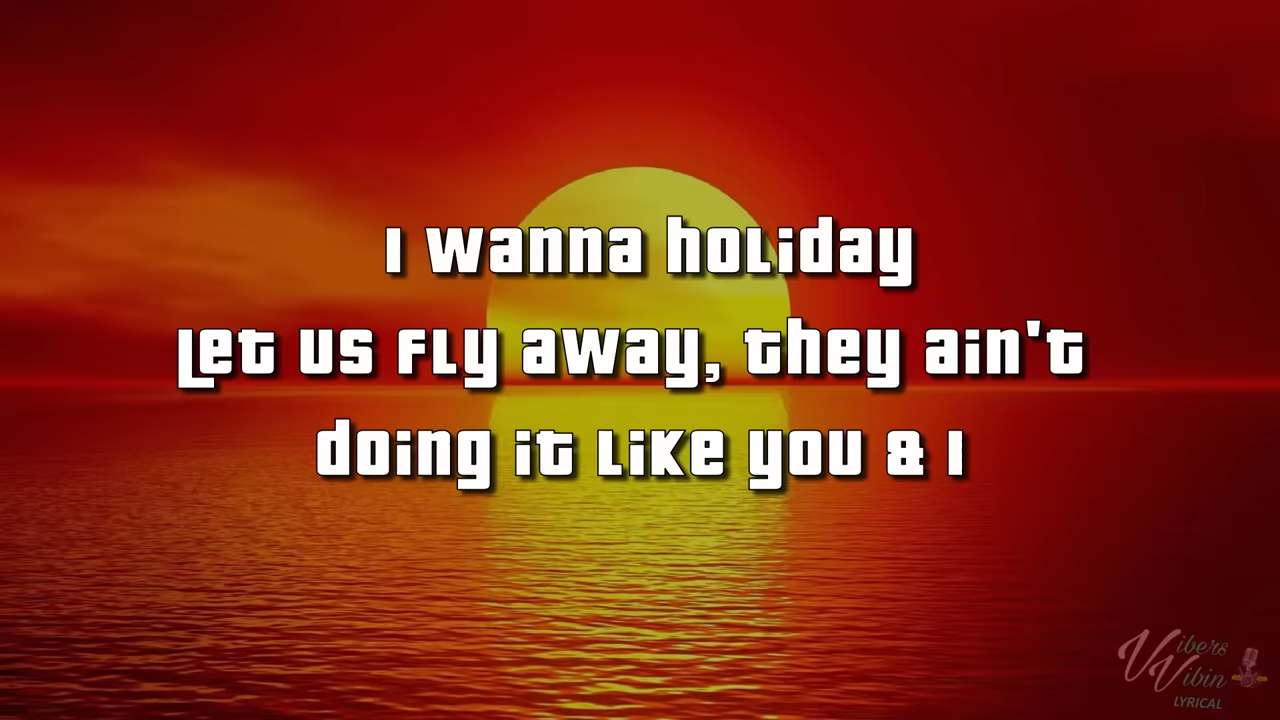 I wanna holiday
Let us fly away, they ain't
doing it like you & I
Vibers
Vibin
LYRICAL